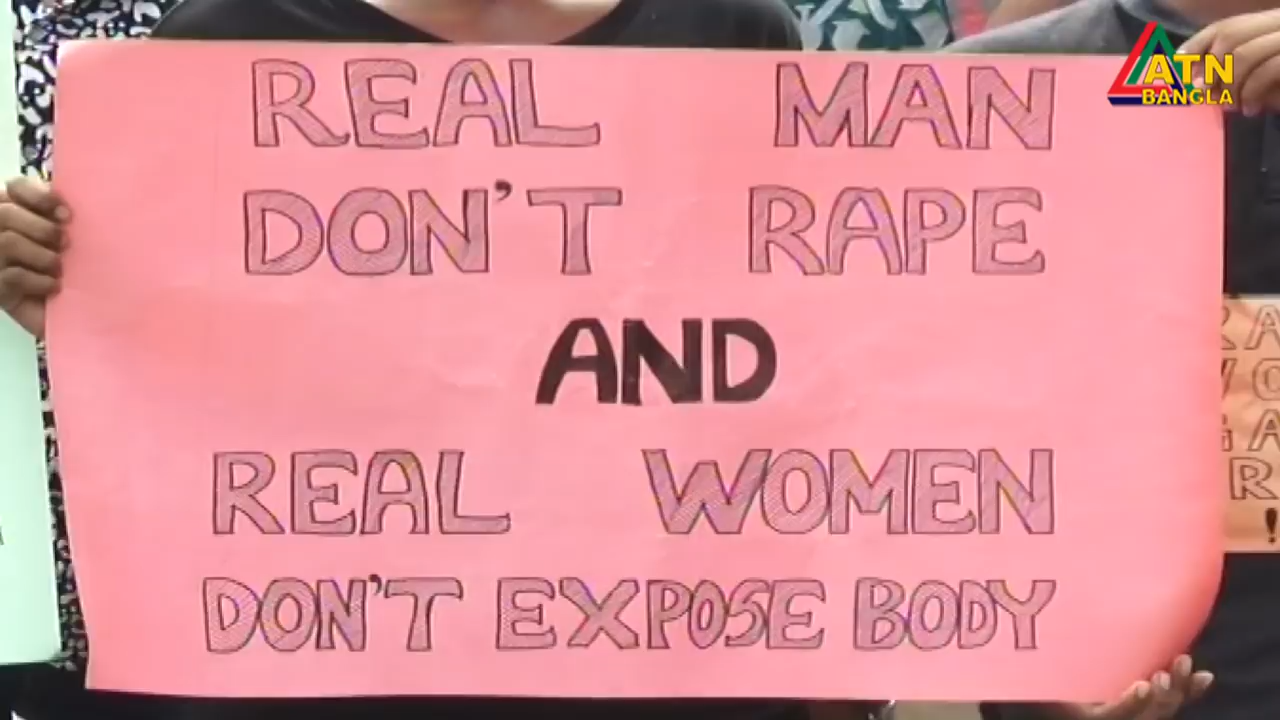 REAL MAN
DON'T RAPE
AND
REAL WOMEN
DON'T EXPOSE BODY
ATN
BANGLA